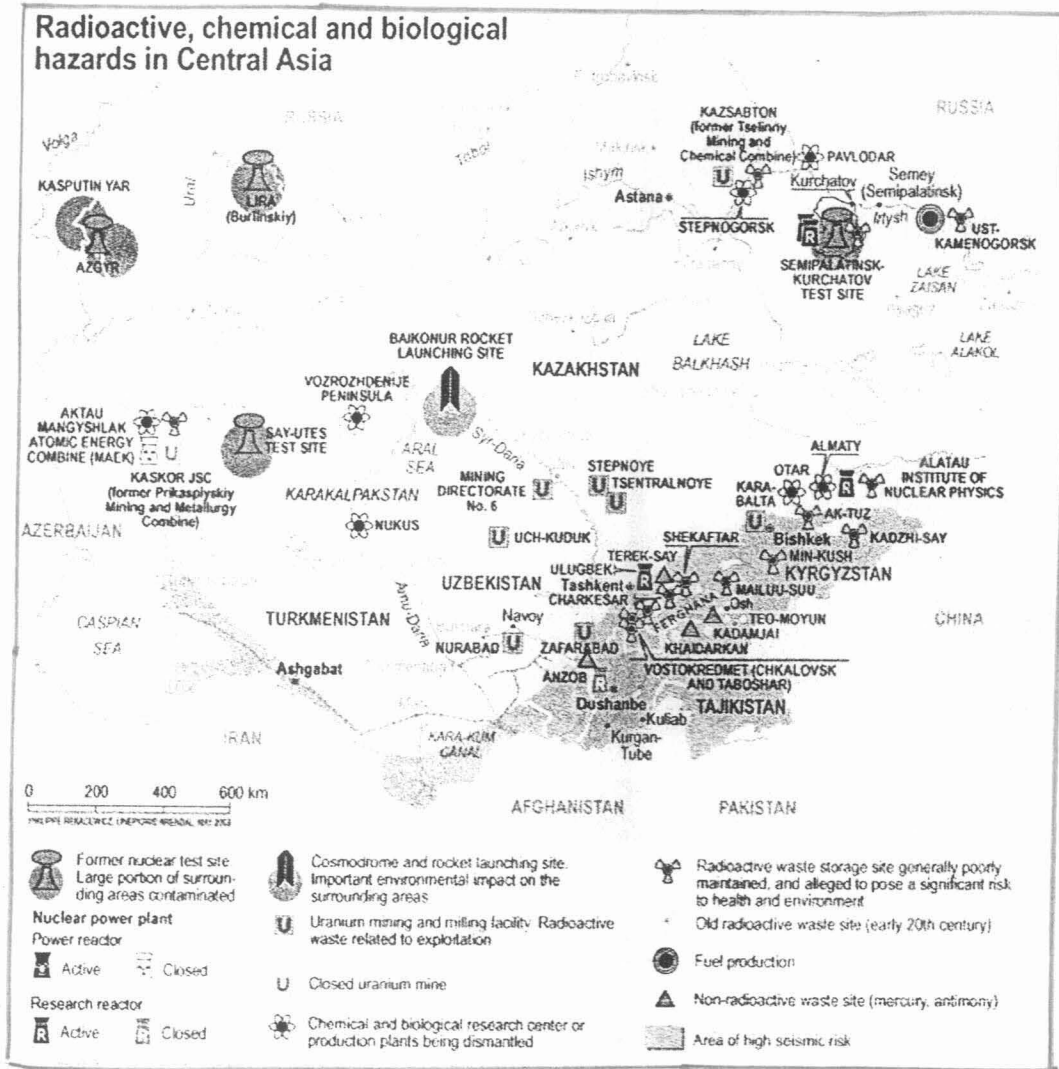 Radioactive, chemical and biological
hazards in Central Asia
RUSSIA
RUSSIA
Volga
Ural
Tobol
Ishym
KAZSABTON
(former Tselinny
Mining and
Chemical Combine)
PAVLODAR
Kurchatov
Semey
(Semipalatinsk)
Irtysh
KASPUTIN YAR
LIRA
(Burlinskiy)
Astana
STEPNOGORSK
UST-
KAMENOGORSK
AZGYR
SEMIPALATINSK-
KURCHATOV
TEST SITE
LAKE
ZAISAN
BAJKONUR ROCKET
LAUNCHING SITE
KAZAKHSTAN
LAKE
BALKHASH
LAKE
ALAKOL
VOZROZHDENIJE
PENINSULA
AKTAU
MANGYSHLAK
ATOMIC ENERGY
COMBINE (MAEK)
U
SAY-UTES
TEST SITE
ARAL
SEA
Syr-Daria
KASKOR JSC
(former Prikasplyskiy
Mining and Metallurgy
Combine)
KARAKALPAKSTAN
MINING
DIRECTORATE
No. 6
U
STEPNOYE
U
TSENTRALNOYE
U
ALMATY
OTAR
R
ALATAU
INSTITUTE OF
NUCLEAR PHYSICS
KARA-
BALTA
U
AK-TUZ
Bishkek
KADZHI-SAY
AZERBAIJAN
NUKUS
U
UCH-KUDUK
SHEKAFTAR
TEREK-SAY
MIN-KUSH
KYRGYZSTAN
ULUGBEK
R
Tashkent
CHARKESAR
UZBEKISTAN
MAILUU-SUU
FERGHANA
Osh
TEO-MOYUN
KADAMJAI
KHAIDARKAN
CHINA
TURKMENISTAN
Amu-Daria
Navoy
CASPIAN
SEA
NURABAD
U
ZAFARABAD
U
VOSTOKREDMET (CHKALOVSK
AND TABOSHAR)
Ashgabat
ANZOB
R
Dushanbe
TAJIKISTAN
Kuliab
Kurgan-
Tube
IRAN
KARA-KUM
CANAL
AFGHANISTAN
PAKISTAN
0 200 400 600 km
Former nuclear test site
Large portion of surroun-
ding areas contaminated
Nuclear power plant
Power reactor
Active
Closed
Research reactor
R Active
R Closed
Cosmodrome and rocket launching site.
Important environmental impact on the
surrounding areas
U Uranium mining and milling facility. Radioactive
waste related to exploitation
U Closed uranium mine
Chemical and biological research center or
production plants being dismantled
Radioactive waste storage site generally poorly
maintained, and alleged to pose a significant risk
to health and environment
Old radioactive waste site (early 20th century)
Fuel production
Non-radioactive waste site (mercury, antimony)
Area of high seismic risk